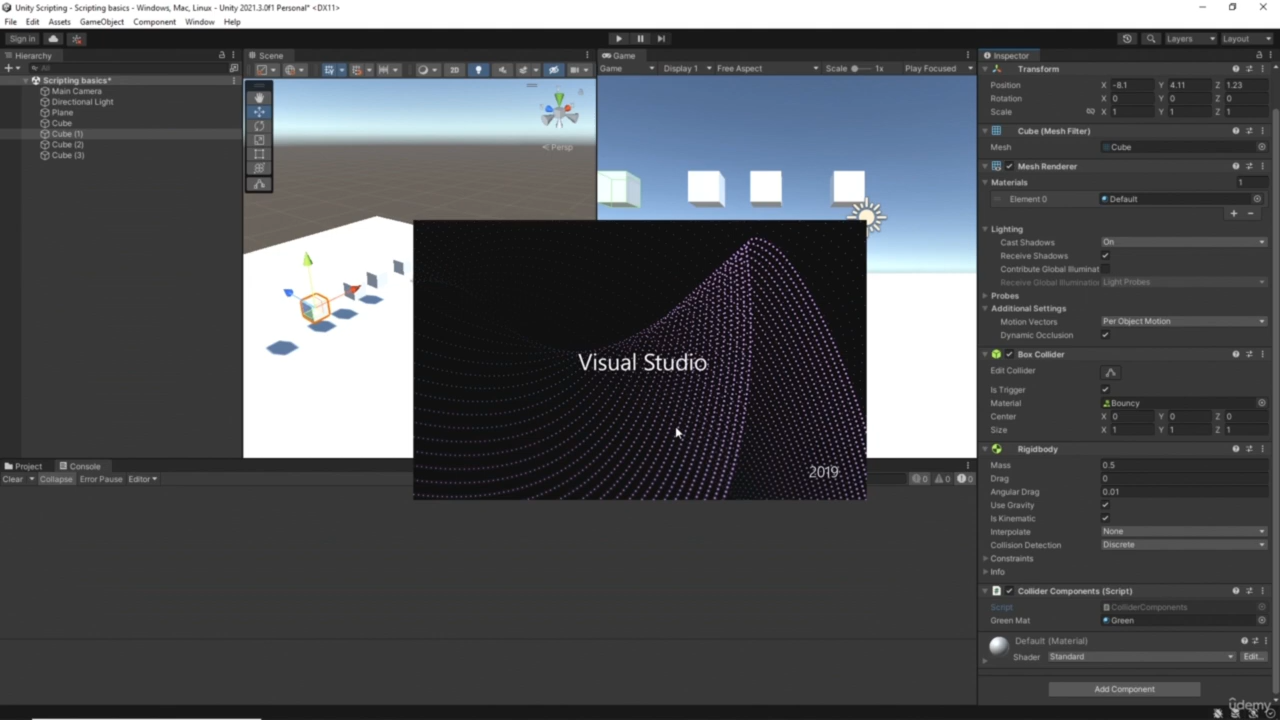 Unity Scripting - Scripting basics - Windows, Mac, Linux - Unity 2021.3.0f1 Personal* <DX11>
File Edit Assets GameObject Component Window Help
Sign in Layers Layout
Hierarchy
All
Scripting basics*
Main Camera
Directional Light
Plane
Cube
Cube (1)
Cube (2)
Cube (3)
Scene
2D
Persp
Game
Game Display 1 Free Aspect Scale 1x Play Focused
Visual Studio
2019
Project Console
Clear Collapse Error Pause Editor 0 0 0
Inspector
Transform
Position X -8.1 Y 4.11 Z 1.23
Rotation X 0 Y 0 Z 0
Scale X 1 Y 1 Z 1
Cube (Mesh Filter)
Mesh Cube
Mesh Renderer
Materials 1
Element 0 Default
Lighting
Cast Shadows On
Receive Shadows
Contribute Global Illuminat
Receive Global Illuminatio Light Probes
Probes
Additional Settings
Motion Vectors Per Object Motion
Dynamic Occlusion
Box Collider
Edit Collider
Is Trigger
Material Bouncy
Center X 0 Y 0 Z 0
Size X 1 Y 1 Z 1
Rigidbody
Mass 0.5
Drag 0
Angular Drag 0.01
Use Gravity
Is Kinematic
Interpolate None
Collision Detection Discrete
Constraints
Info
Collider Components (Script)
Script ColliderComponents
Green Mat Green
Default (Material)
Shader Standard Edit...
Add Component
udemy